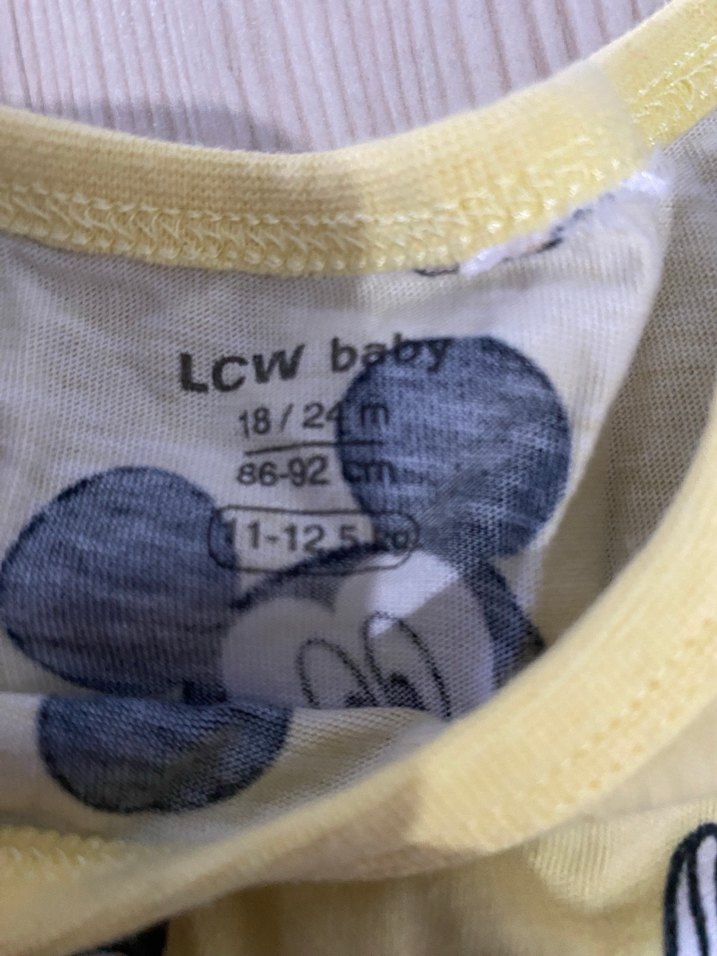 LCW baby
18 / 24 m
86-92 cm
11-12,5 kg